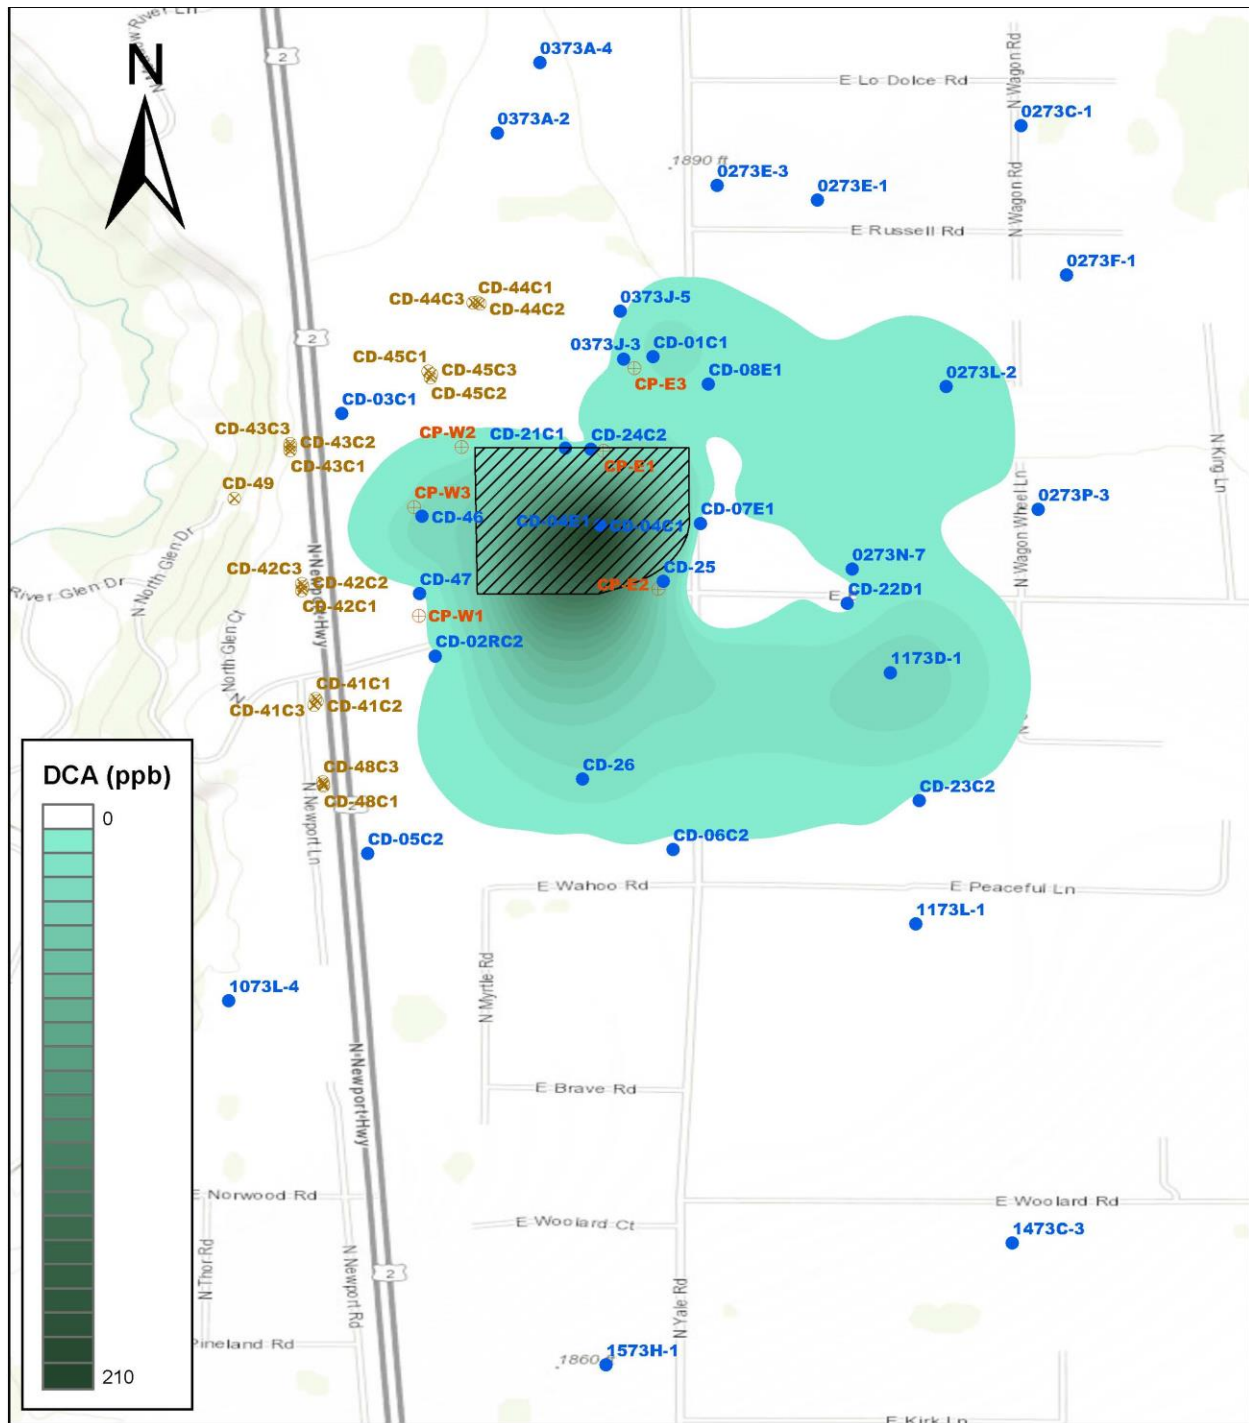 N
2
0373A-4
E Lo Dolce Rd
N Wagon Rd
0273C-1
0373A-2
1890 ft
0273E-3
0273E-1
N Wagon Rd
E Russell Rd
0273F-1
CD-44C1
CD-44C3
CD-44C2
0373J-5
2
0373J-3
CD-01C1
CD-45C1
CD-45C3
CD-45C2
CP-E3
CD-08E1
0273L-2
CD-03C1
CD-43C3
CD-43C2
CD-43C1
CP-W2
CD-21C1
CD-24C2
CP-E1
N King Ln
CD-49
CP-W3
CD-46
CD-04E1
CD-04C1
CD-07E1
0273P-3
N Wagon Wheel Ln
N North Glen Dr
N Newport Hwy
CD-42C3
CD-42C2
CD-42C1
River Glen Dr
CD-47
CP-W1
CP-E2
CD-25
0273N-7
E
CD-22D1
N North Glen Ct
CD-02RC2
1173D-1
CD-41C1
CD-41C3
CD-41C2
CD-48C3
CD-48C1
2
N Newport Ln
CD-26
CD-23C2
CD-05C2
CD-06C2
E Wahoo Rd
E Peaceful Ln
1173L-1
DCA (ppb)
0
210
1073L-4
N Myrtle Rd
N Newport Hwy
E Brave Rd
E Norwood Rd
E Woolard Ct
E Woolard Rd
1473C-3
N Thor Rd
N Newport Rd
2
N Yale Rd
Pineland Rd
1860
1573H-1
E Kirk Ln